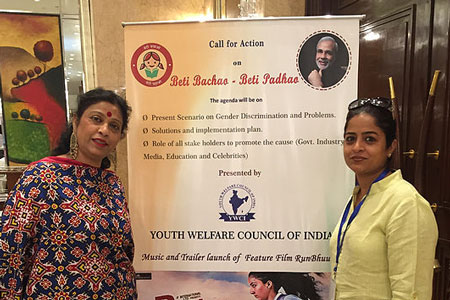 Call for Action
on
Beti Bachao - Beti Padhao
The agenda will be on
Ø Present Scenario on Gender Discrimination and Problems.
Ø Solutions and implementation plan.
Ø Role of all stake holders to promote the cause (Govt. Industry
Media, Education and Celebrities)
Presented by
YWCI
YOUTH WELFARE COUNCIL OF INDIA
Music and Trailer launch of Feature Film RunBhuu